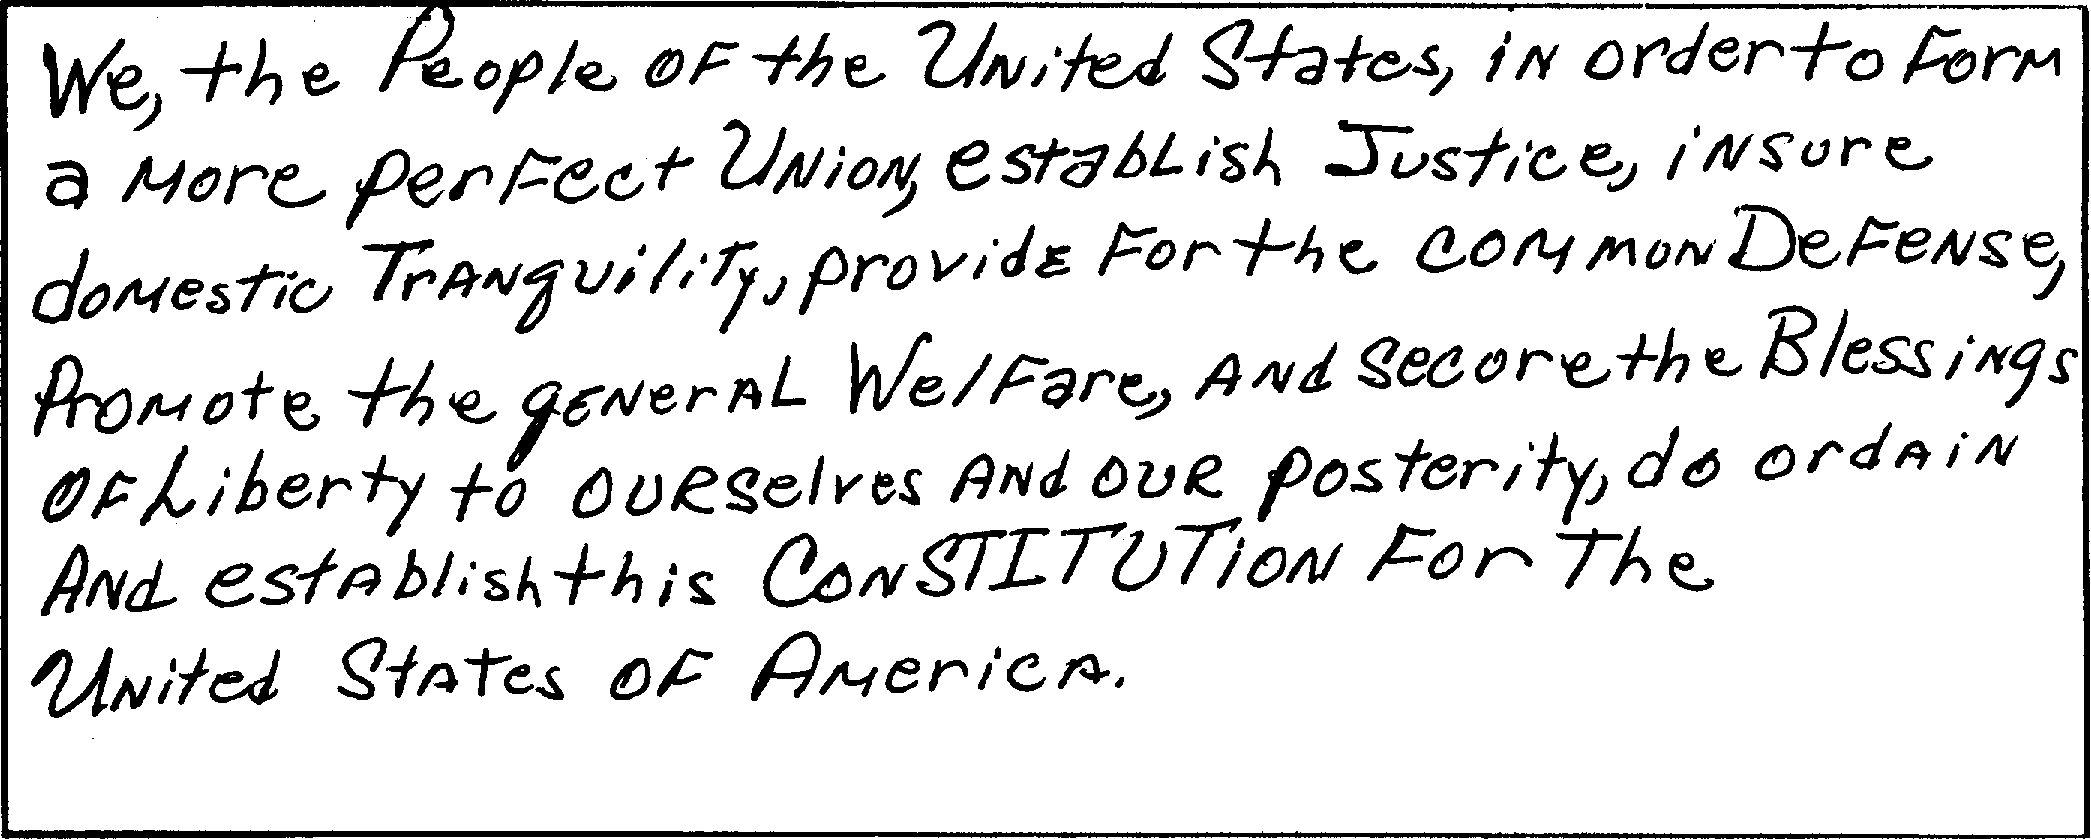 We, the People of the United States, in order to form
a more perfect Union, establish Justice, insure
domestic Tranquility, provide for the common Defense,
Promote the general Welfare, and secure the Blessings
of Liberty to ourselves and our posterity, do ordain
And establish this Constitution for The
United States of America.